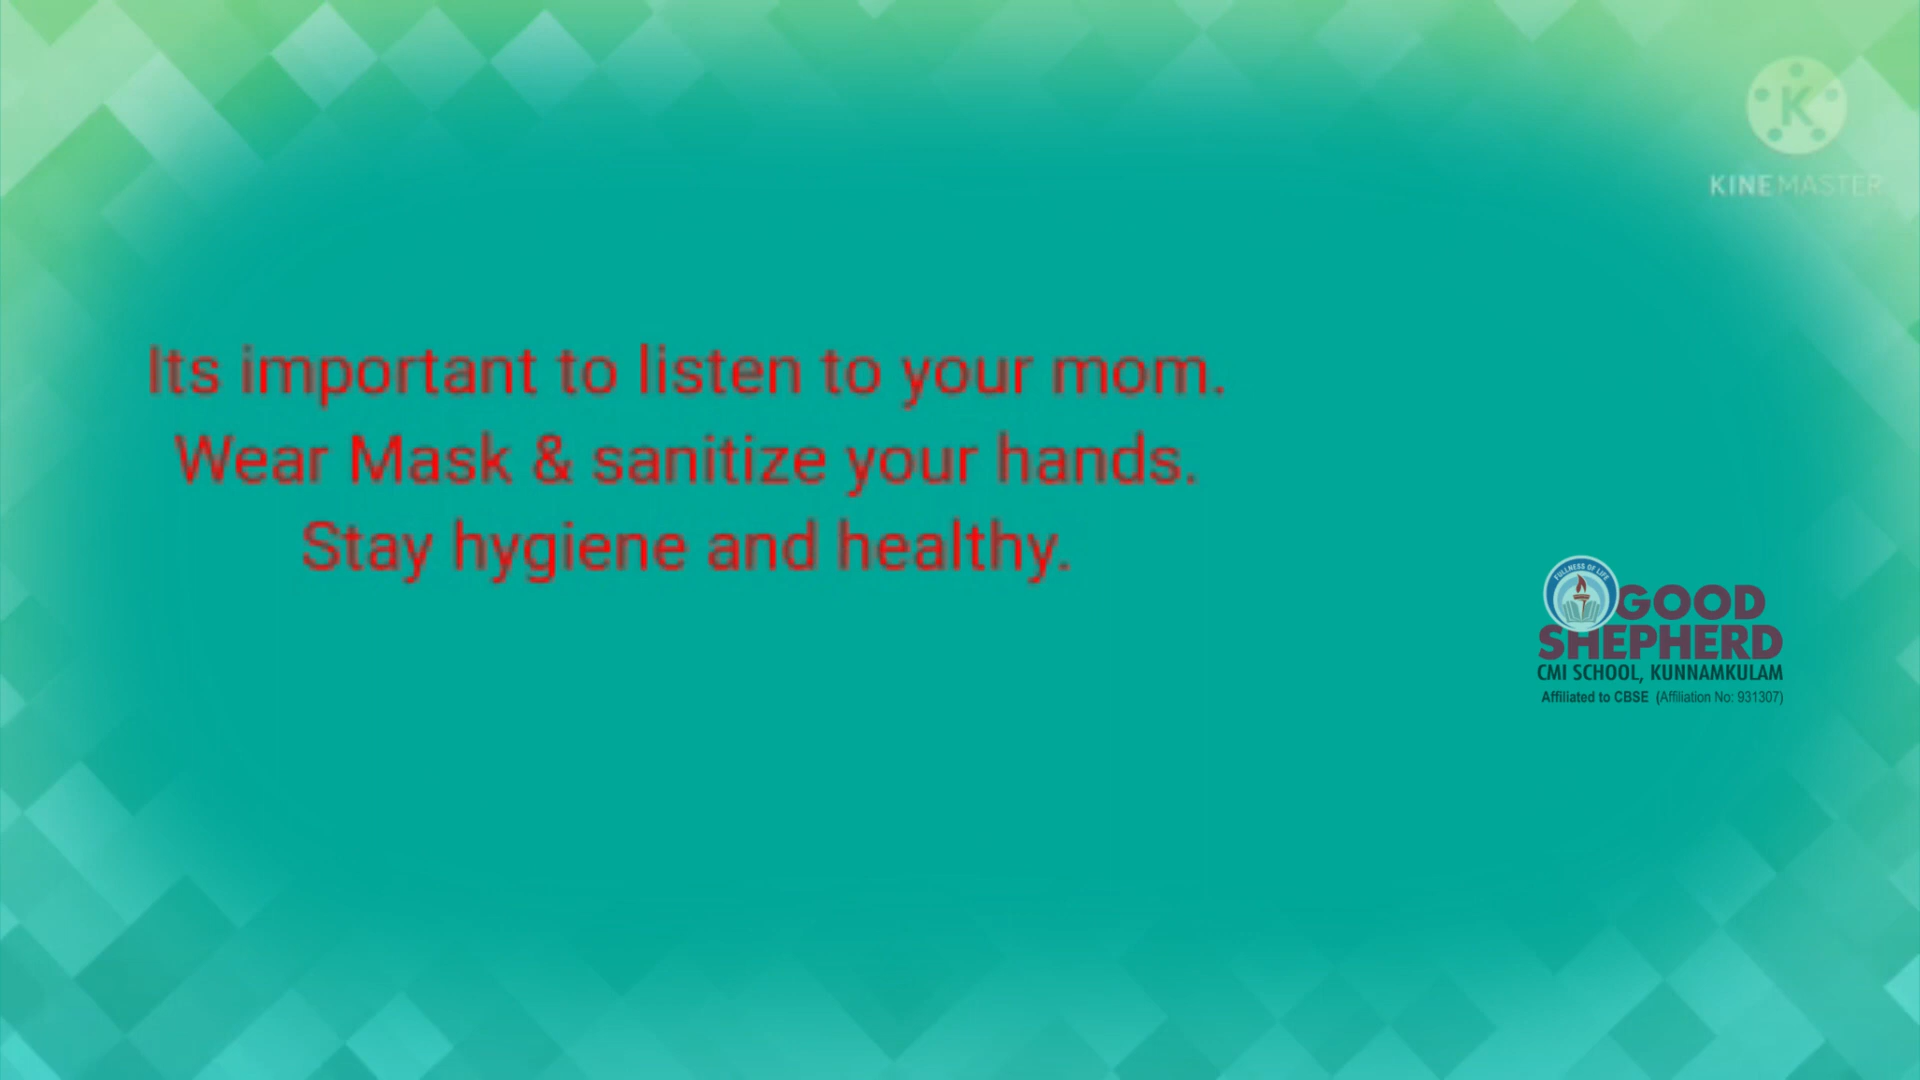 KINEMASTER
Its important to listen to your mom.
Wear Mask & sanitize your hands.
Stay hygiene and healthy.
FULLNESS OF LIFE
GOOD
SHEPHERD
CMI SCHOOL, KUNNAMKULAM
Affiliated to CBSE (Affiliation No: 931307)